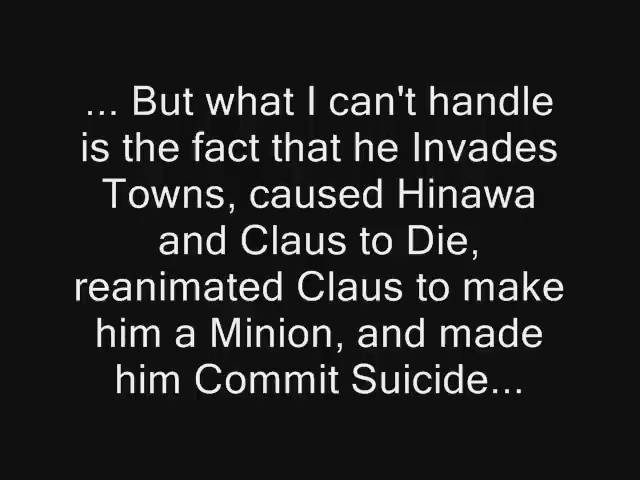 ... But what I can't handle
is the fact that he Invades
Towns, caused Hinawa
and Claus to Die,
reanimated Claus to make
him a Minion, and made
him Commit Suicide...